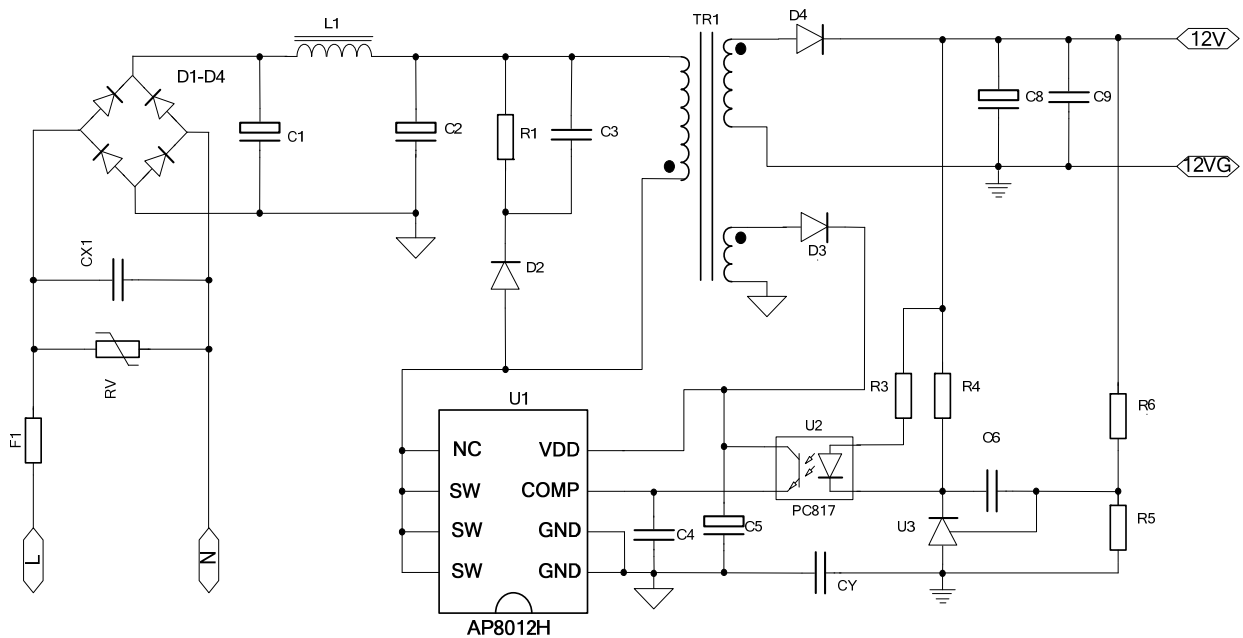 L1
TR1
D4
12V
D1-D4
C1
C2
R1
C3
C8
C9
12VG
CX1
D2
D3
RV
U1
R3
R4
R6
F1
NC
VDD
U2
C6
SW
COMP
PC817
SW
GND
C4
C5
U3
R5
L
N
SW
GND
CY
AP8012H